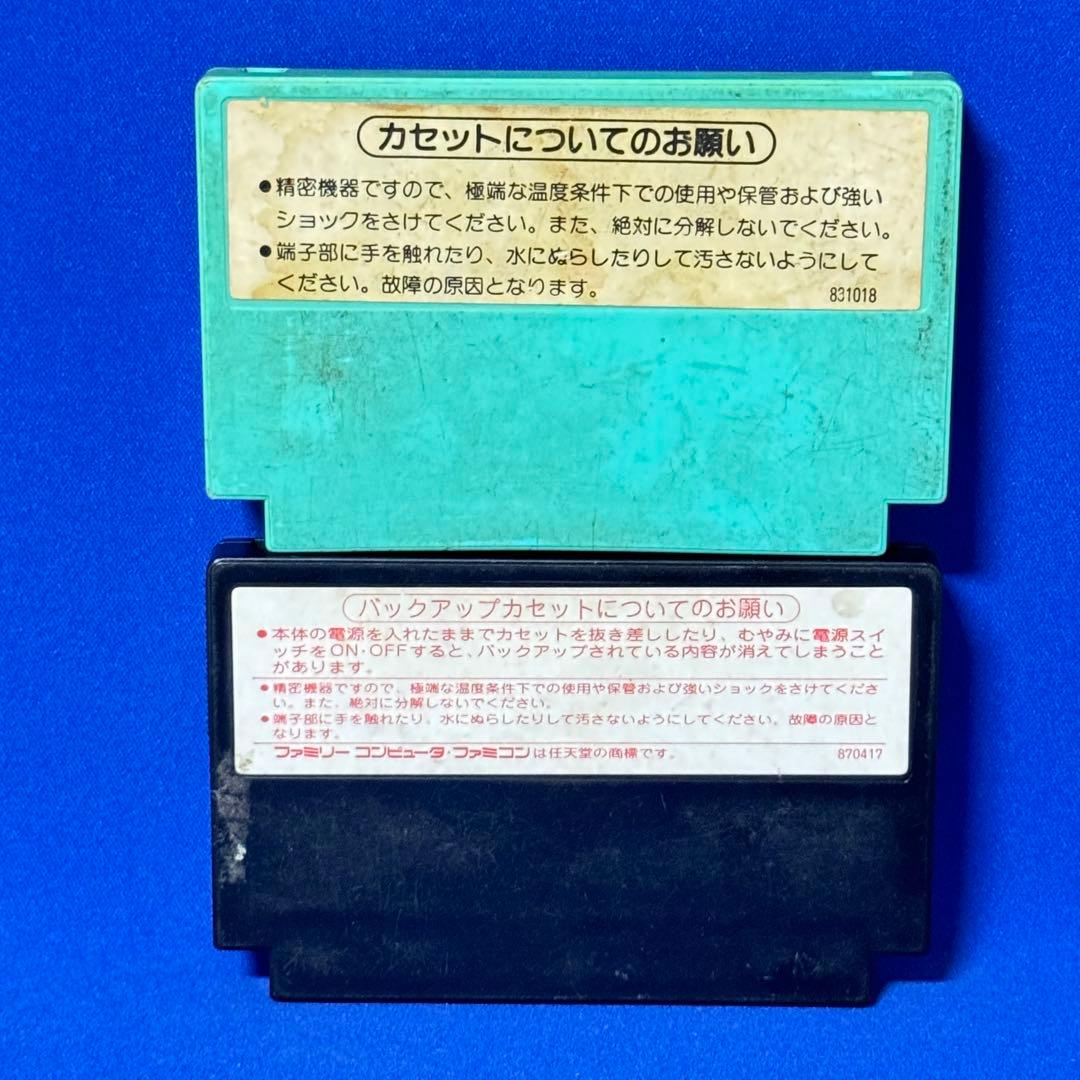 カセットについてのお願い
●精密機器ですので、極端な温度条件下での使用や保管および強い
ショックをさけてください。また、絶対に分解しないでください。
●端子部に手を触れたり、水にぬらしたりして汚さないようにして
ください。故障の原因となります。
831018
バックアップカセットについてのお願い
●本体の電源を入れたままでカセットを抜き差ししたり、むやみに電源スイ
ッチをON・OFFすると、バックアップされている内容が消えてしまうこと
があります。
●精密機器ですので、極端な温度条件下での使用や保管および強いショックをさけてくださ
い。また、絶対に分解しないでください。
●端子部に手を触れたり、水にぬらしたりして汚さないようにしてください。故障の原因と
なります。
ファミリー コンピュータ・ファミコンは任天堂の商標です。 870417